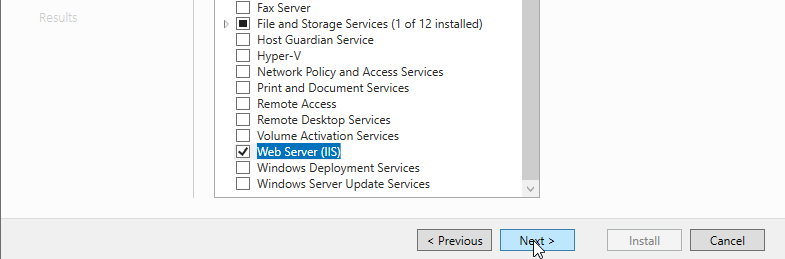 Results
Fax Server
File and Storage Services (1 of 12 installed)
Host Guardian Service
Hyper-V
Network Policy and Access Services
Print and Document Services
Remote Access
Remote Desktop Services
Volume Activation Services
Web Server (IIS)
Windows Deployment Services
Windows Server Update Services
< Previous
Next >
Install
Cancel